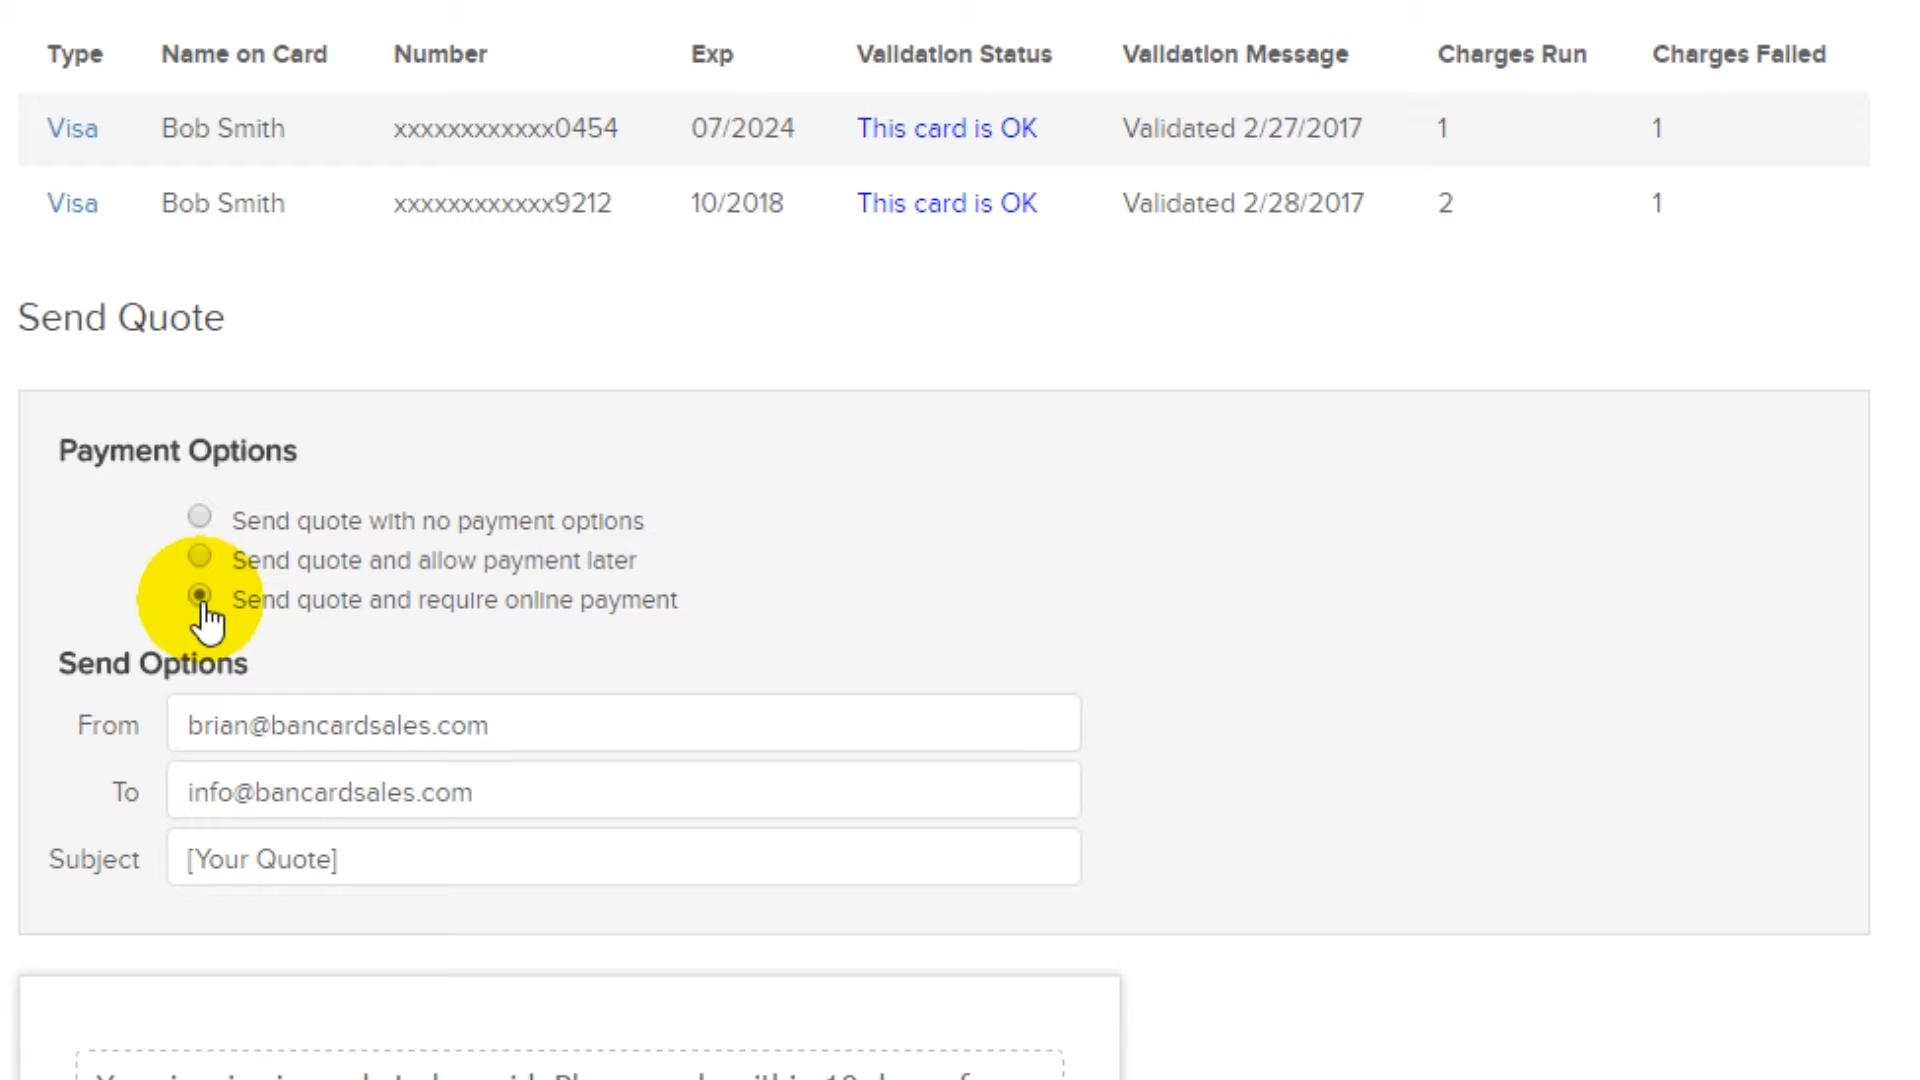 Type Name on Card Number Exp Validation Status Validation Message Charges Run Charges Failed
Visa Bob Smith xxxxxxxxxxxx0454 07/2024 This card is OK Validated 2/27/2017 1 1
Visa Bob Smith xxxxxxxxxxxx9212 10/2018 This card is OK Validated 2/28/2017 2 1
Send Quote
Payment Options
Send quote with no payment options
Send quote and allow payment later
Send quote and require online payment
Send Options
From brian@bancardsales.com
To info@bancardsales.com
Subject [Your Quote]